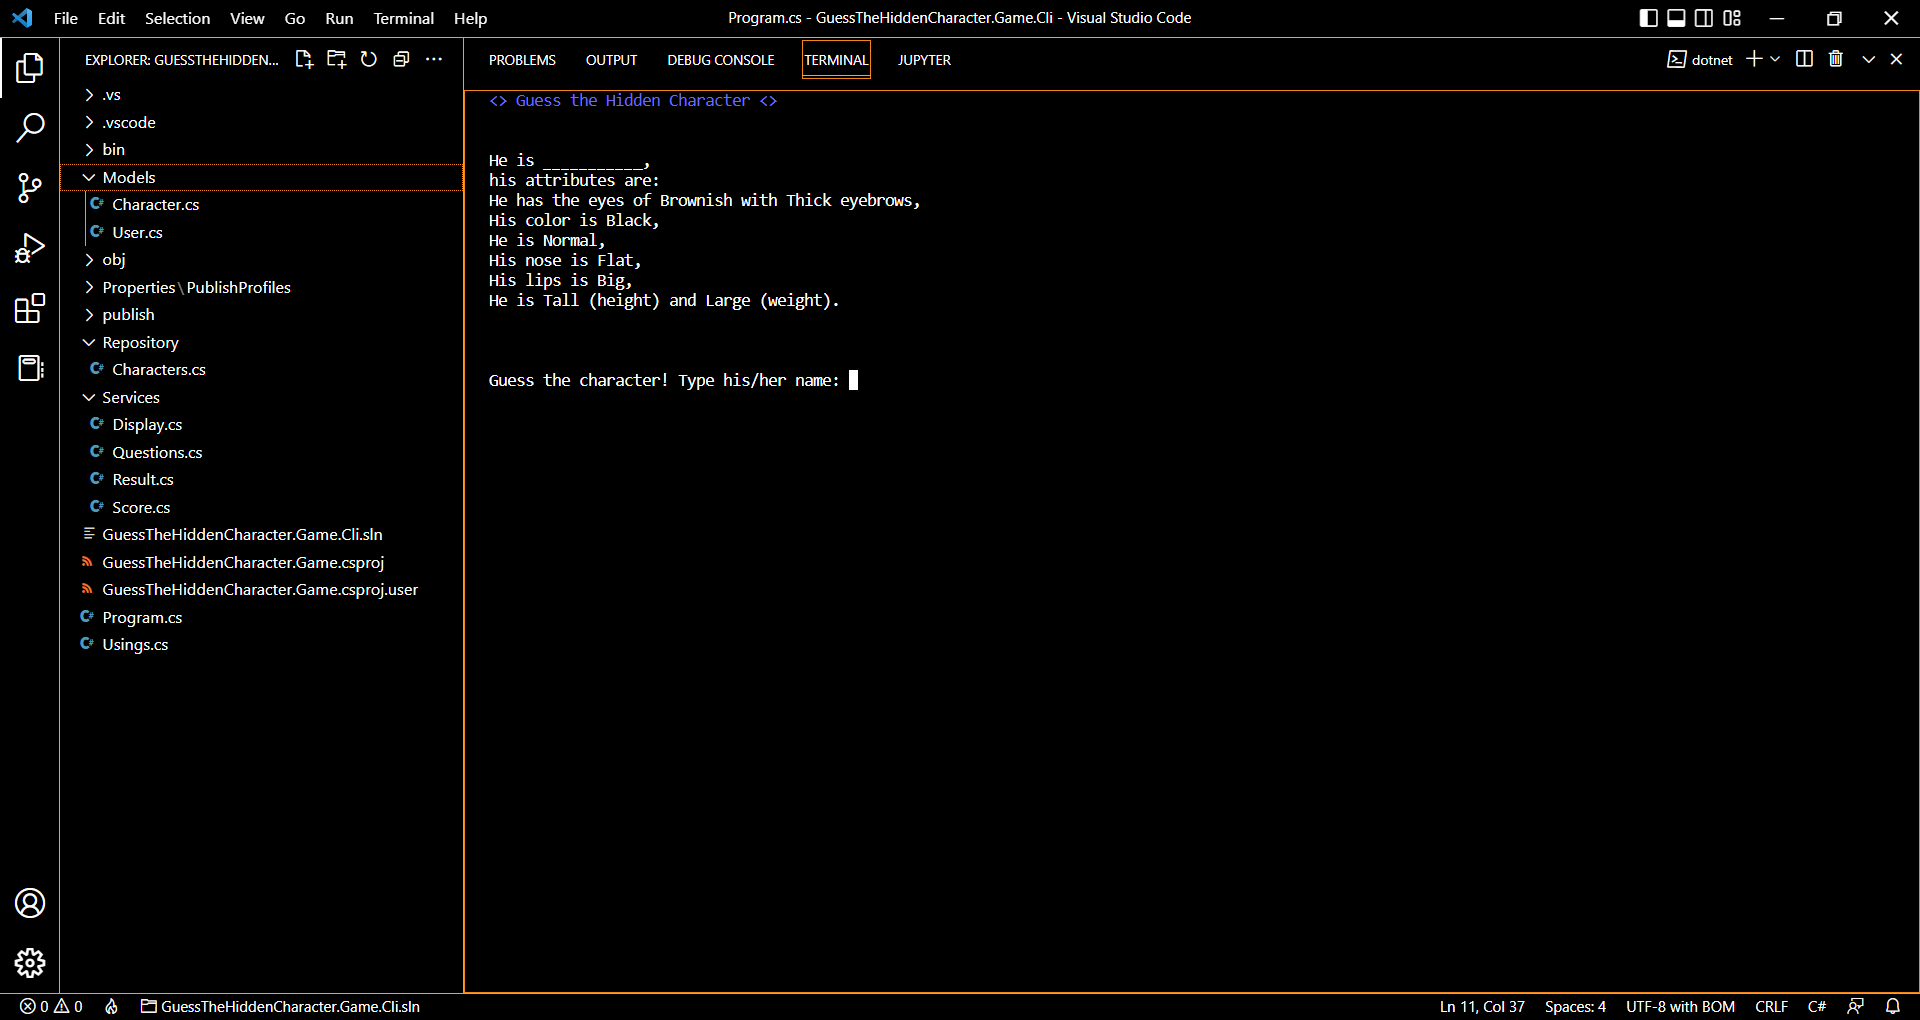 File Edit Selection View Go Run Terminal Help
Program.cs - GuessTheHiddenCharacter.Game.Cli - Visual Studio Code
EXPLORER: GUESSTHEHIDDEN...
.vs
.vscode
bin
Models
Character.cs
User.cs
obj
Properties\PublishProfiles
publish
Repository
Characters.cs
Services
Display.cs
Questions.cs
Result.cs
Score.cs
GuessTheHiddenCharacter.Game.Cli.sln
GuessTheHiddenCharacter.Game.csproj
GuessTheHiddenCharacter.Game.csproj.user
Program.cs
Usings.cs
PROBLEMS OUTPUT DEBUG CONSOLE TERMINAL JUPYTER
dotnet
<> Guess the Hidden Character <>
He is ___________,
his attributes are:
He has the eyes of Brownish with Thick eyebrows,
His color is Black,
He is Normal,
His nose is Flat,
His lips is Big,
He is Tall (height) and Large (weight).
Guess the character! Type his/her name:
0 0 GuessTheHiddenCharacter.Game.Cli.sln
Ln 11, Col 37 Spaces: 4 UTF-8 with BOM CRLF C#